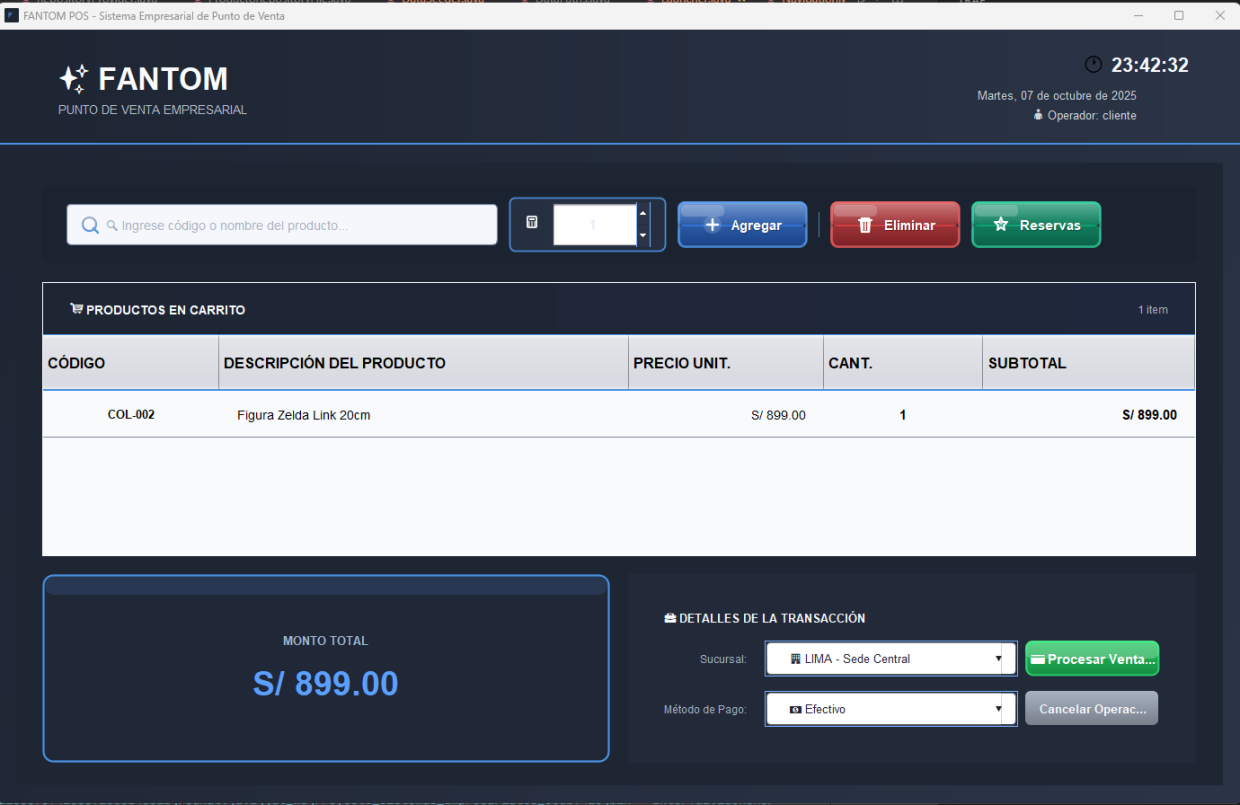 FANTOM POS - Sistema Empresarial de Punto de Venta
FANTOM
PUNTO DE VENTA EMPRESARIAL
23:42:32
Martes, 07 de octubre de 2025
Operador: cliente
Ingrese código o nombre del producto...
1
Agregar
Eliminar
Reservas
PRODUCTOS EN CARRITO
1 item
CÓDIGO DESCRIPCIÓN DEL PRODUCTO PRECIO UNIT. CANT. SUBTOTAL
COL-002 Figura Zelda Link 20cm S/ 899.00 1 S/ 899.00
MONTO TOTAL
S/ 899.00
DETALLES DE LA TRANSACCIÓN
Sucursal: LIMA - Sede Central
Procesar Venta...
Método de Pago: Efectivo
Cancelar Operac...